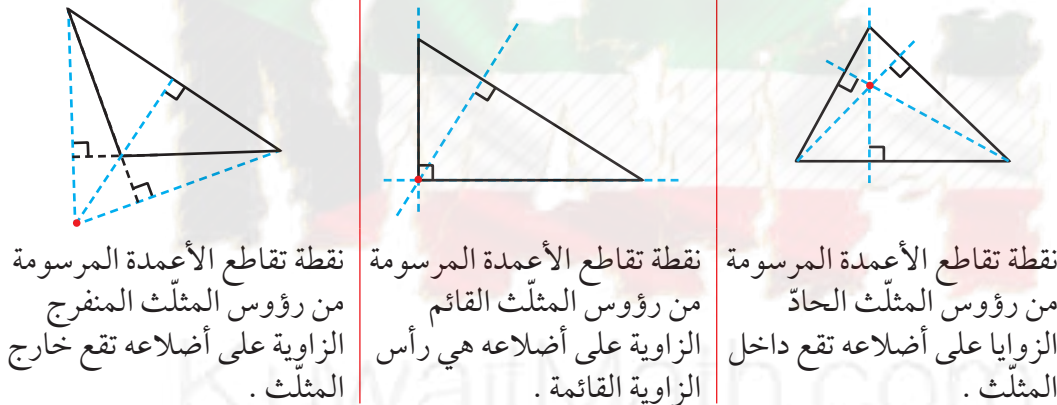 نقطة تقاطع الأعمدة المرسومة
من رؤوس المثلّث الحادّ
الزوايا على أضلاعه تقع داخل
المثلّث .
نقطة تقاطع الأعمدة المرسومة
من رؤوس المثلّث القائم
الزاوية على أضلاعه هي رأس
الزاوية القائمة .
نقطة تقاطع الأعمدة المرسومة
من رؤوس المثلّث المنفرج
الزاوية على أضلاعه تقع خارج
المثلّث .